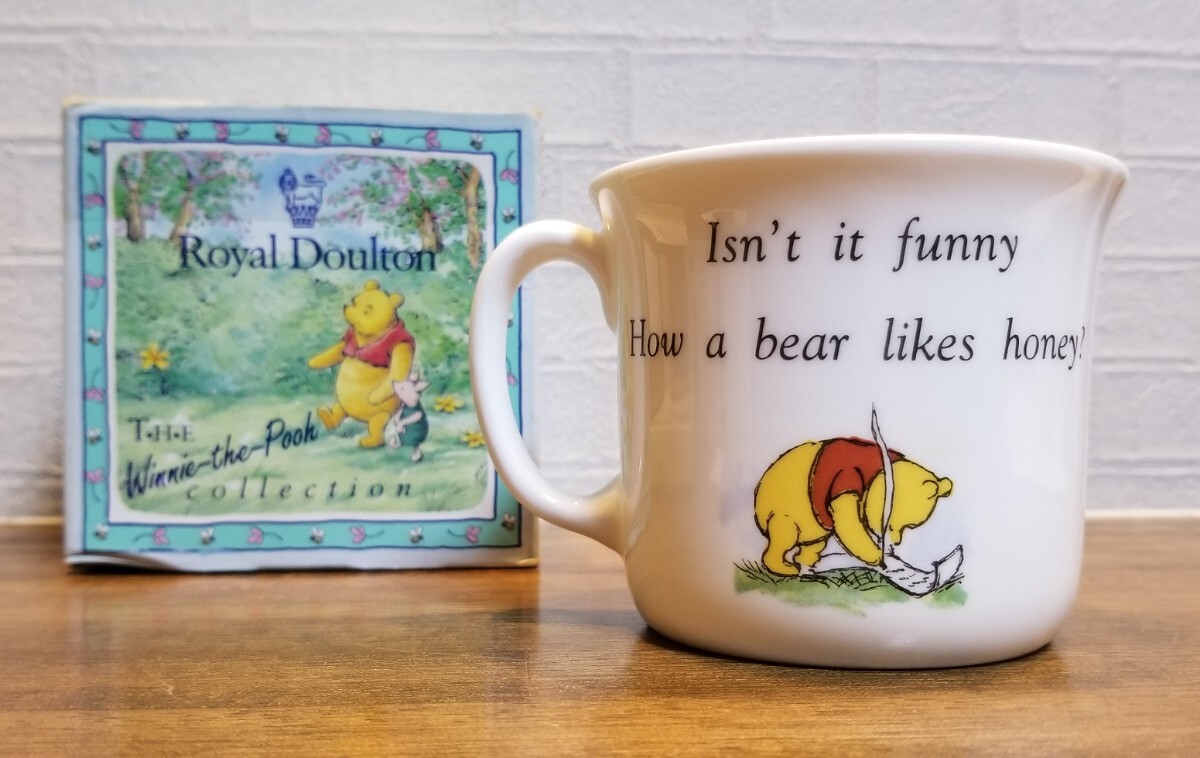 Royal Doulton
THE
Winnie-the-Pooh
collection
Isn't it funny
How a bear likes honey?